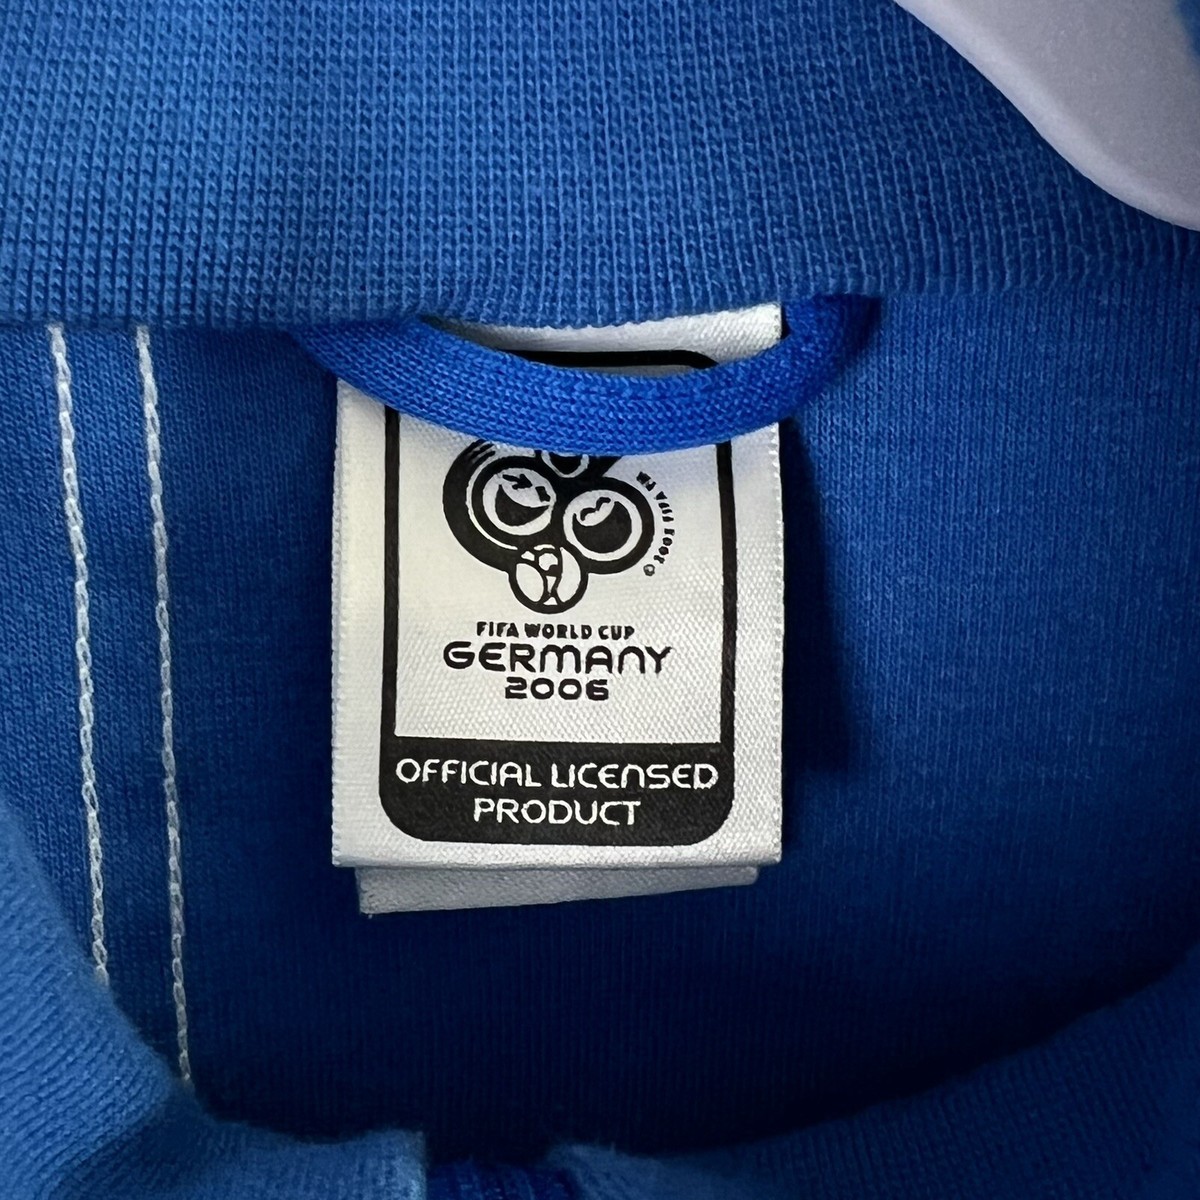 FIFA WORLD CUP
GERMANY
2006
OFFICIAL LICENSED
PRODUCT